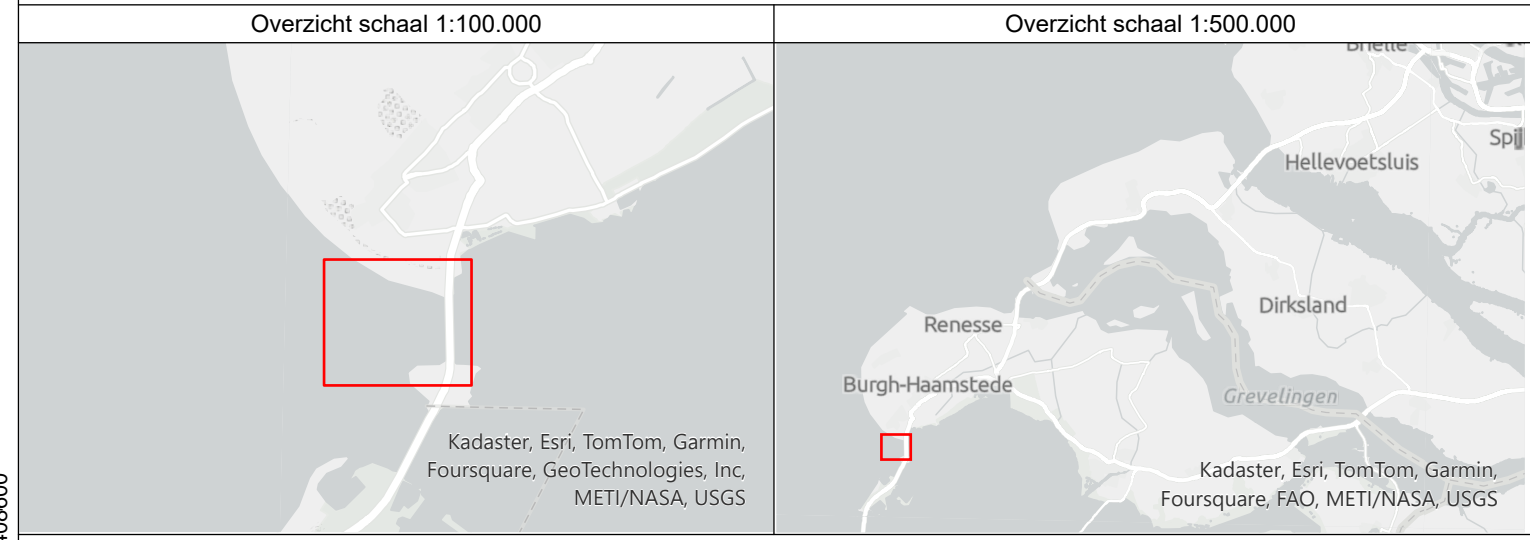 Overzicht schaal 1:100.000
Overzicht schaal 1:500.000
Kadaster, Esri, TomTom, Garmin,
Foursquare, GeoTechnologies, Inc,
METI/NASA, USGS
Brielle
Hellevoetsluis
Dirksland
Renesse
Burgh-Haamstede
Grevelingen
Kadaster, Esri, TomTom, Garmin,
Foursquare, FAO, METI/NASA, USGS